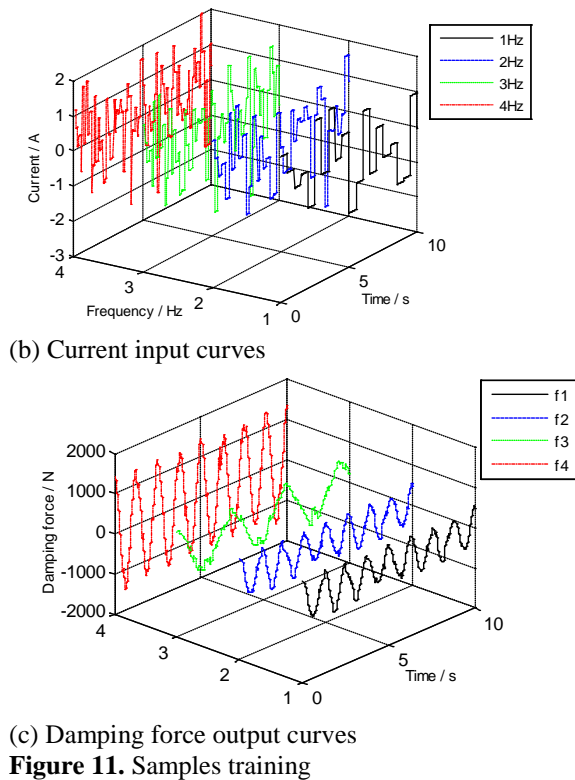 2
1
0
-1
-2
-3
Current / A
4
3
2
1
Frequency / Hz
0
5
10
Time / s
1Hz
2Hz
3Hz
4Hz
(b) Current input curves
2000
1000
0
-1000
-2000
Damping force / N
4
3
2
1
0
5
10
Time / s
f1
f2
f3
f4
(c) Damping force output curves
Figure 11. Samples training